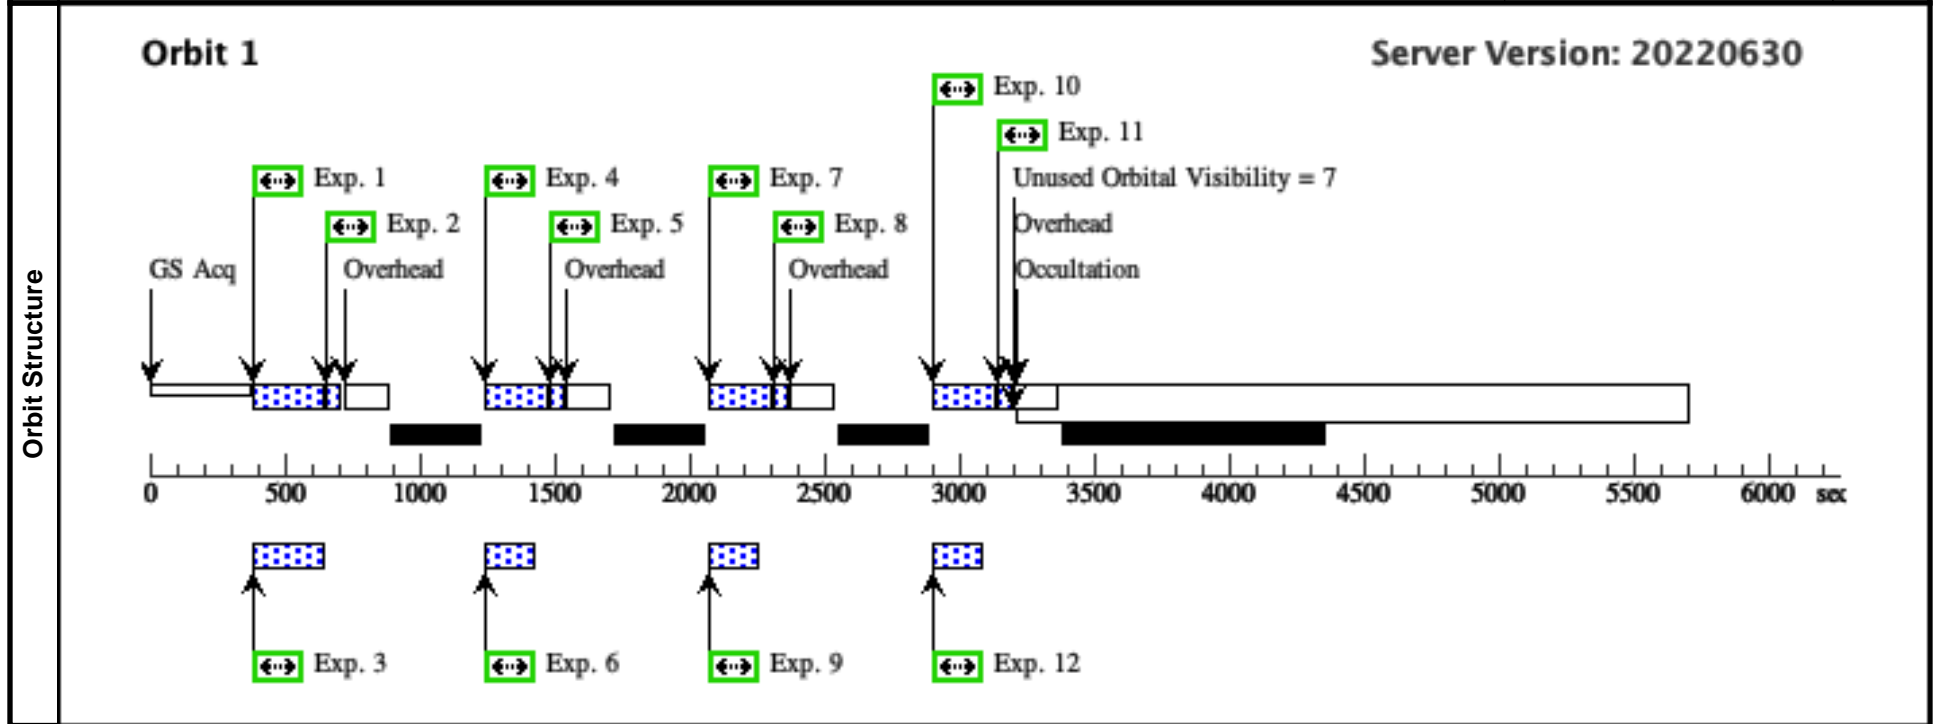 Orbit Structure
Orbit 1
Server Version: 20220630
Exp. 10
Exp. 11
Exp. 1
Exp. 4
Exp. 7
Unused Orbital Visibility = 7
Exp. 2
Exp. 5
Exp. 8
Overhead
GS Acq
Overhead
Overhead
Overhead
Occultation
0 500 1000 1500 2000 2500 3000 3500 4000 4500 5000 5500 6000 sec
Exp. 3
Exp. 6
Exp. 9
Exp. 12